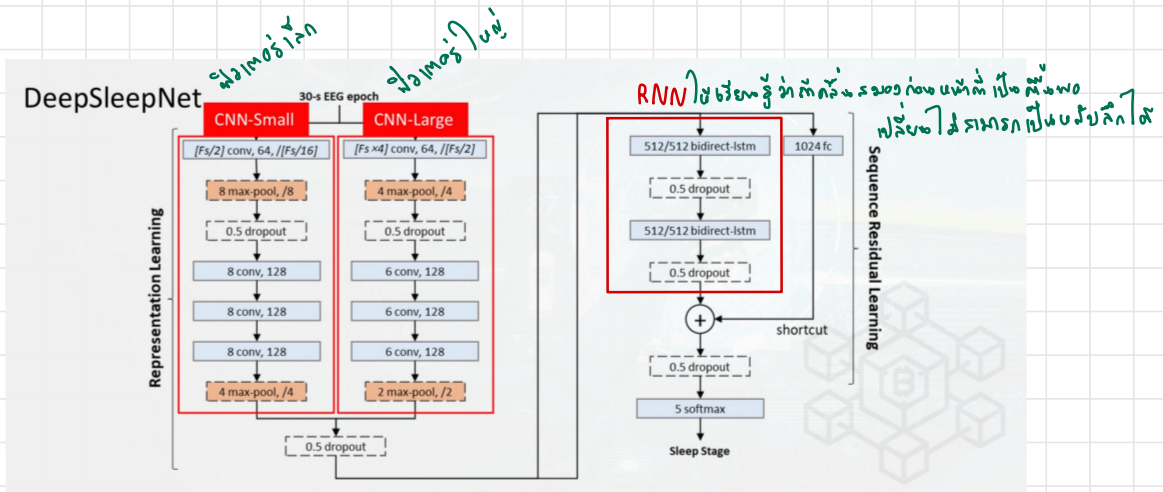 ฟิวเตอร์เล็ก
ฟิวเตอร์ใหญ่
DeepSleepNet
30-s EEG epoch
CNN-Small
CNN-Large
[Fs/2] conv, 64, /[Fs/16]
8 max-pool, /8
0.5 dropout
8 conv, 128
8 conv, 128
8 conv, 128
4 max-pool, /4
[Fs×4] conv, 64, /[Fs/2]
4 max-pool, /4
0.5 dropout
6 conv, 128
6 conv, 128
6 conv, 128
2 max-pool, /2
0.5 dropout
Representation Learning
RNN ใช้เรียนรู้ว่าถ้าคลื่นสมองก่อนหน้าที่เป็นตื่นพอ
เปลี่ยนไม่สามารถเป็นหลับลึกได้
512/512 bidirect-lstm
0.5 dropout
512/512 bidirect-lstm
0.5 dropout
1024 fc
+
shortcut
0.5 dropout
5 softmax
Sleep Stage
Sequence Residual Learning